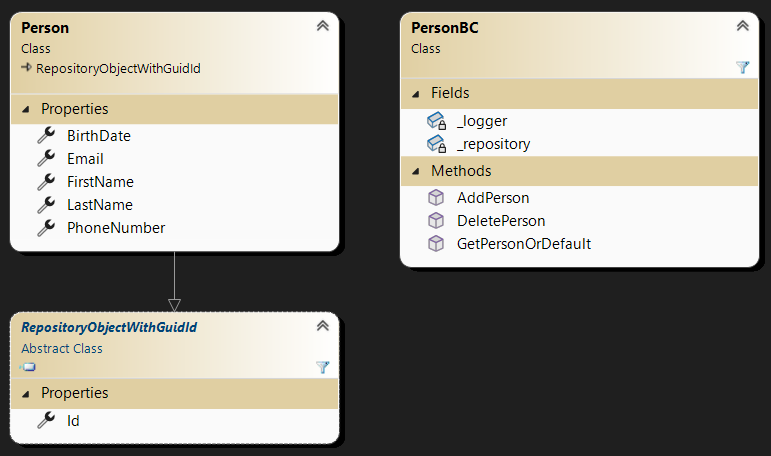 Person
Class
RepositoryObjectWithGuidId
Properties
BirthDate
Email
FirstName
LastName
PhoneNumber
RepositoryObjectWithGuidId
Abstract Class
Properties
Id
PersonBC
Class
Fields
_logger
_repository
Methods
AddPerson
DeletePerson
GetPersonOrDefault